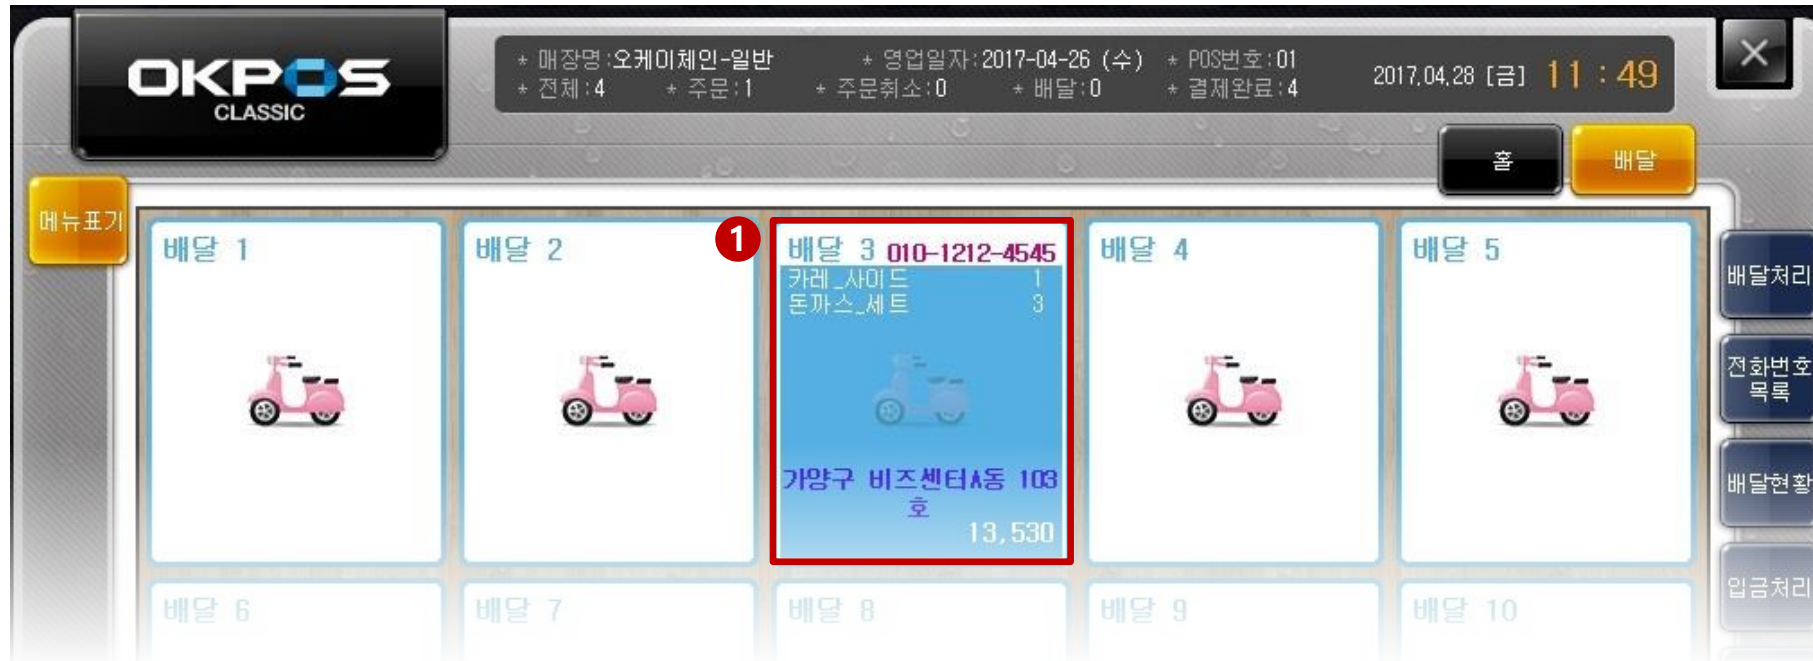 OKPOS
CLASSIC
* 매장명:오케이체인-일반 * 영업일자:2017-04-26 (수) * POS번호:01
* 전체:4 * 주문:1 * 주문취소:0 * 배달:0 * 결제완료:4
2017.04.28 [금] 11:49
홀
배달
메뉴표기
배달 1
배달 2
1
배달 3 010-1212-4545
카레_사이드 1
돈까스_세트 3
가양구 비즈센터A동 103
호
13,530
배달 4
배달 5
배달처리
전화번호
목록
배달현황
입금처리
배달 6
배달 7
배달 8
배달 9
배달 10